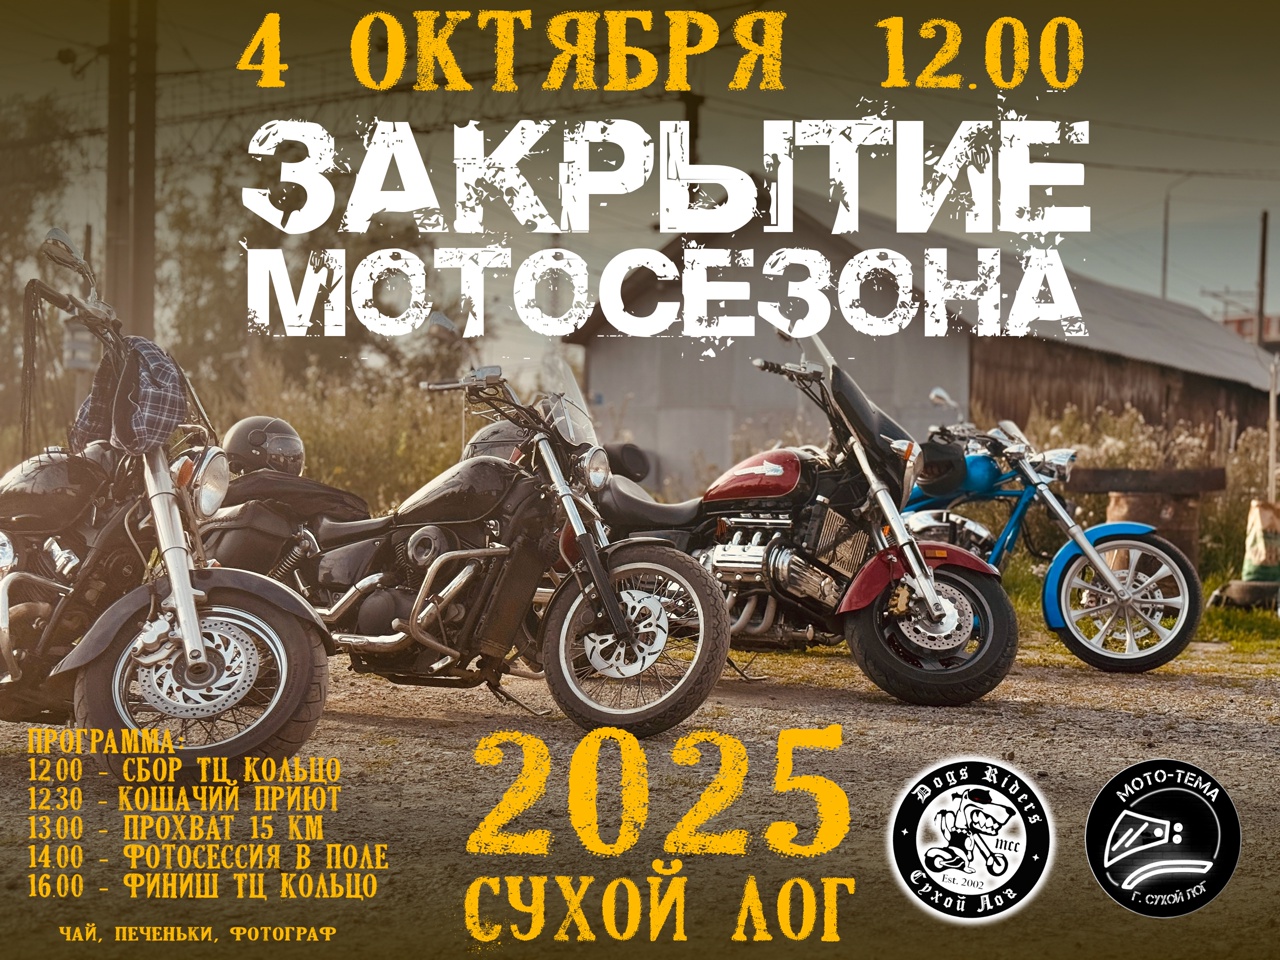 4 ОКТЯБРЯ 12.00
ЗАКРЫТИЕ
МОТОСЕЗОНА
ПРОГРАММА:
12.00 - СБОР ТЦ КОЛЬЦО
12.30 - КОШАЧИЙ ПРИЮТ
13.00 - ПРОХВАТ 15 КМ
14.00 - ФОТОСЕССИЯ В ПОЛЕ
16.00 - ФИНИШ ТЦ КОЛЬЦО
ЧАЙ, ПЕЧЕНЬКИ, ФОТОГРАФ
2025
СУХОЙ ЛОГ
Dogs Riders
mcc
Est. 2002
Сухой Лог
МОТО-ТЕМА
Г. СУХОЙ ЛОГ